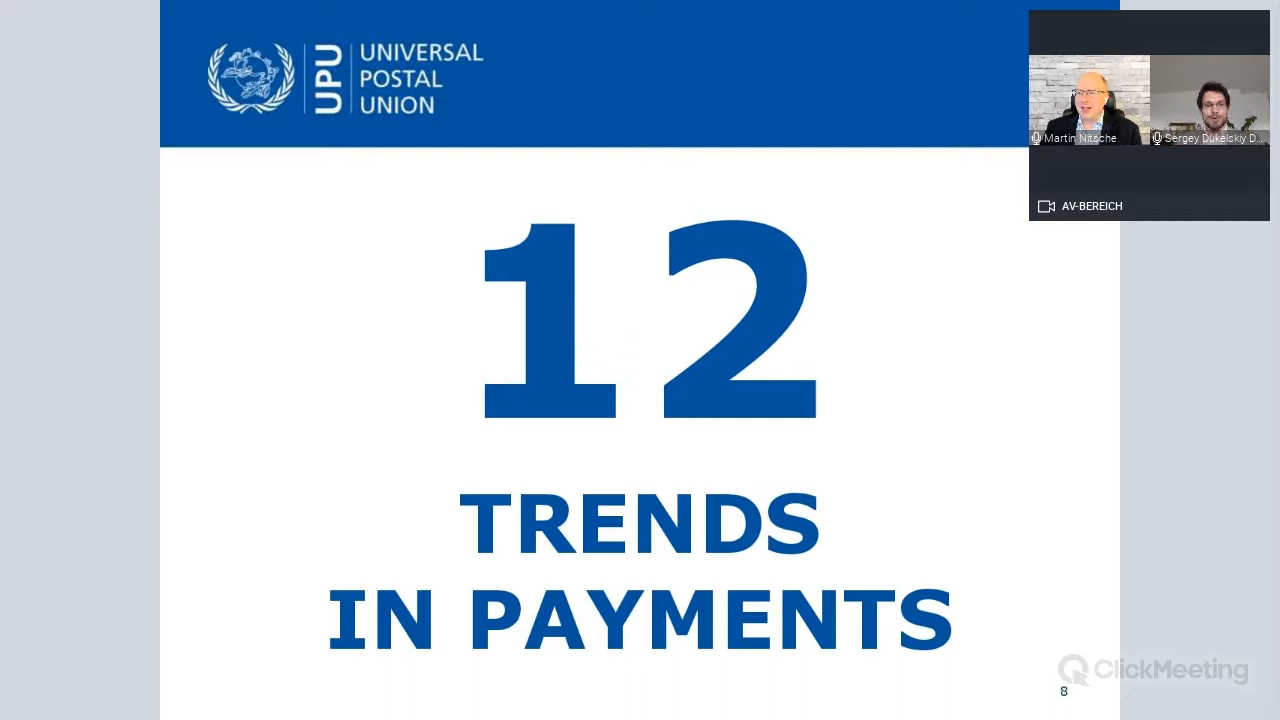 UPU
UNIVERSAL
POSTAL
UNION
Martin Nitsche
Sergey Dukelskiy D...
AV-BEREICH
12
TRENDS
IN PAYMENTS
ClickMeeting
8